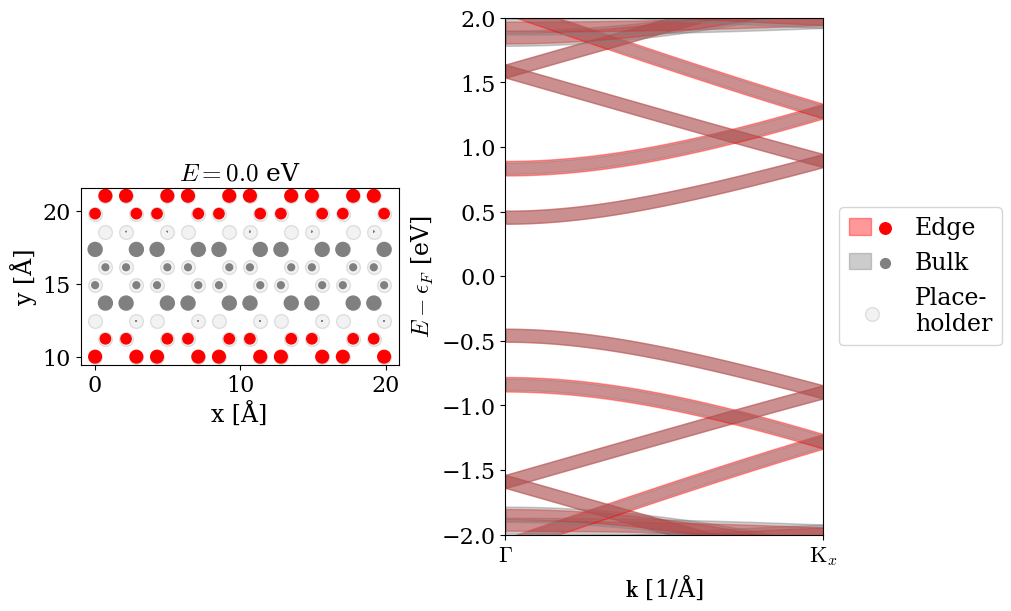 E = 0.0 eV
20
15
10
y [Å]
0
10
20
x [Å]
2.0
1.5
1.0
0.5
0.0
−0.5
−1.0
−1.5
−2.0
E − ϵF [eV]
Γ
Kx
k [1/Å]
Edge
Bulk
Place-
holder